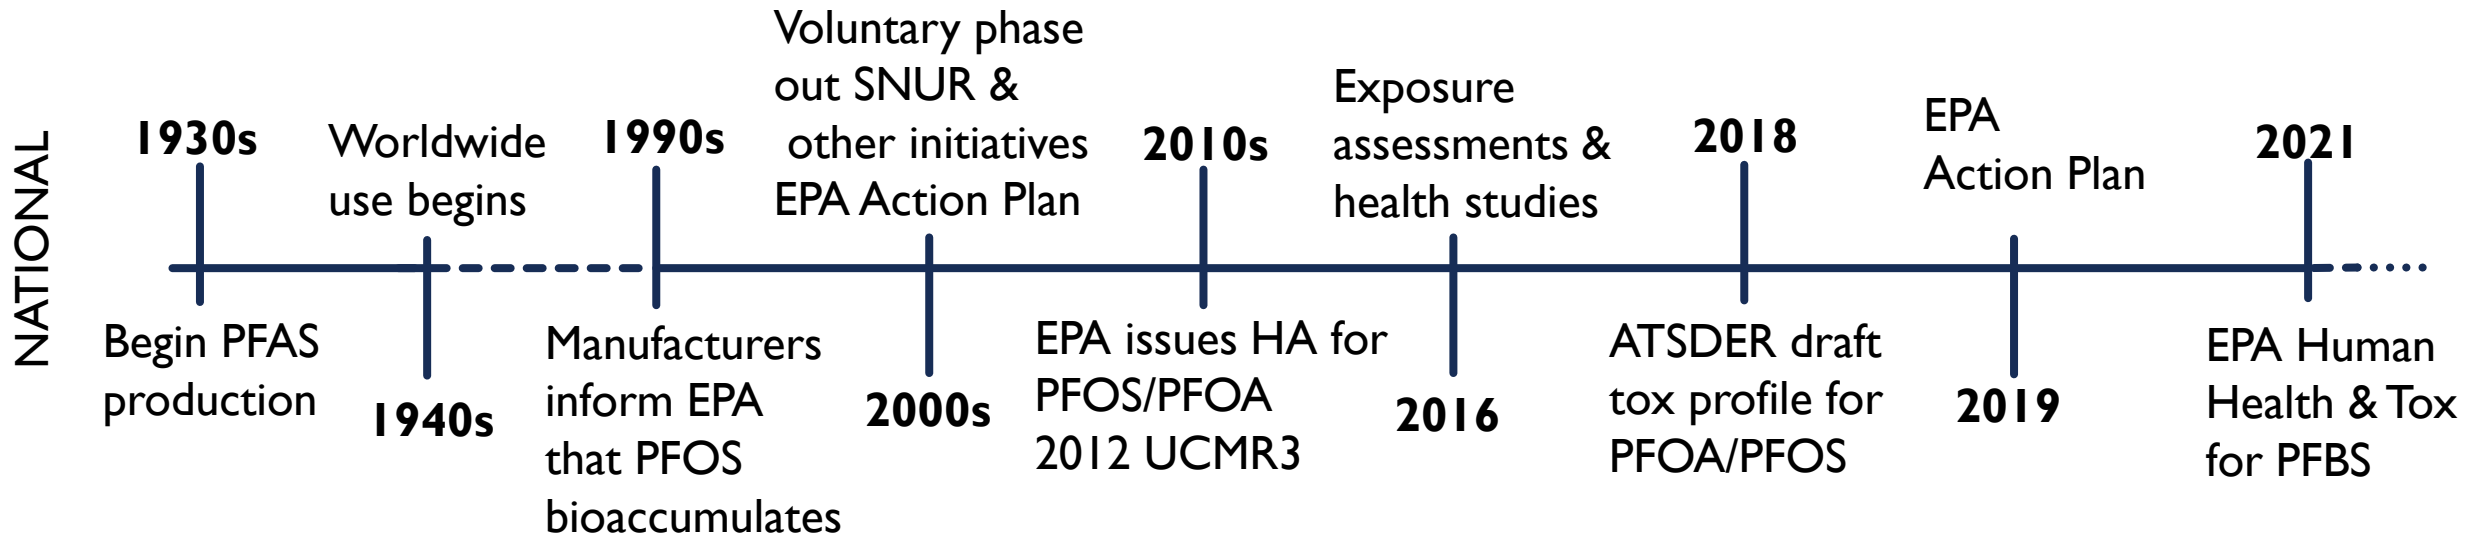 NATIONAL
1930s
Begin PFAS
production
Worldwide
use begins
1940s
1990s
Manufacturers
inform EPA
that PFOS
bioaccumulates
Voluntary phase
out SNUR &
other initiatives
EPA Action Plan
2000s
2010s
EPA issues HA for
PFOS/PFOA
2012 UCMR3
Exposure
assessments &
health studies
2016
2018
ATSDER draft
tox profile for
PFOA/PFOS
EPA
Action Plan
2019
2021
EPA Human
Health & Tox
for PFBS